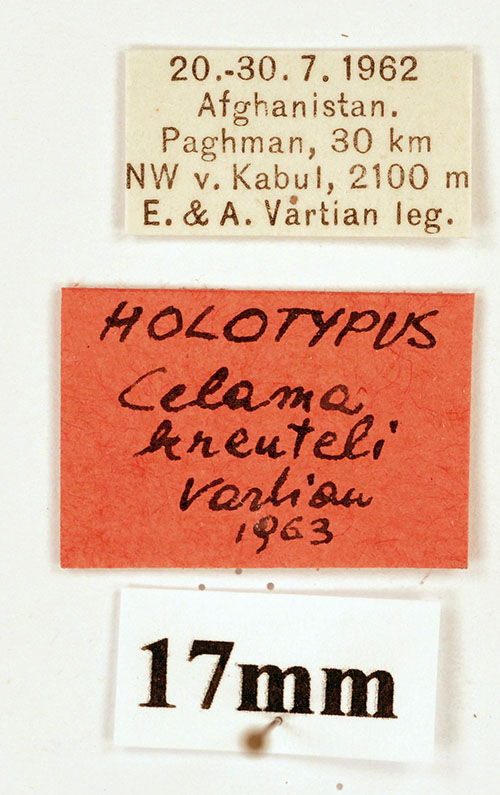 20.-30. 7. 1962
Afghanistan.
Paghman, 30 km
NW v. Kabul, 2100 m
E. & A. Vartian leg.
HOLOTYPUS
Celama
kreuteli
Vartian
1963
17mm